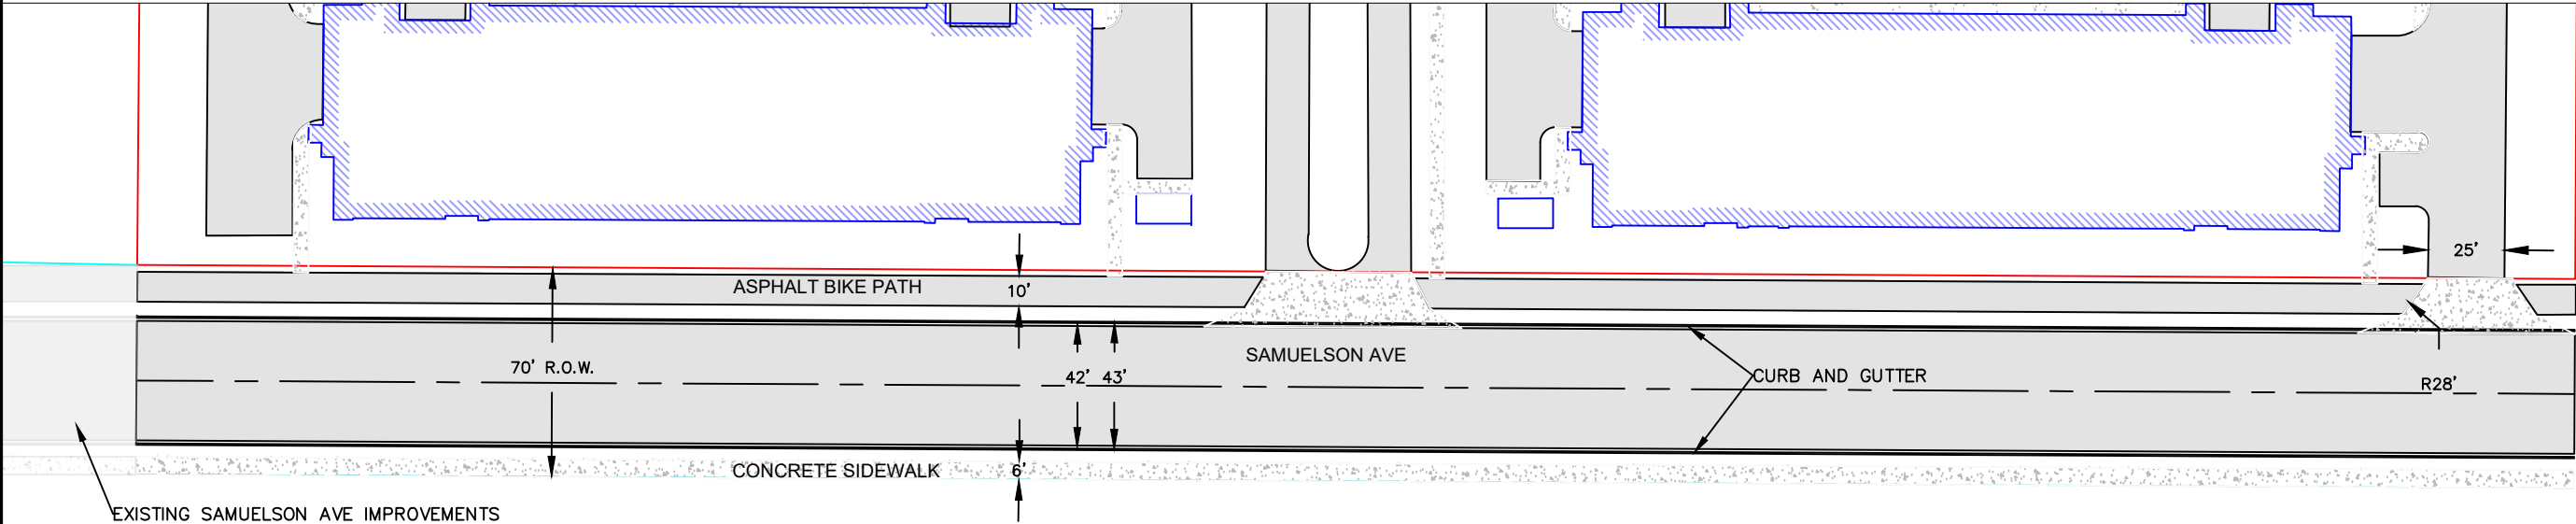 25'
ASPHALT BIKE PATH
10'
SAMUELSON AVE
70' R.O.W.
42' 43'
CURB AND GUTTER
R28'
CONCRETE SIDEWALK
6'
EXISTING SAMUELSON AVE IMPROVEMENTS